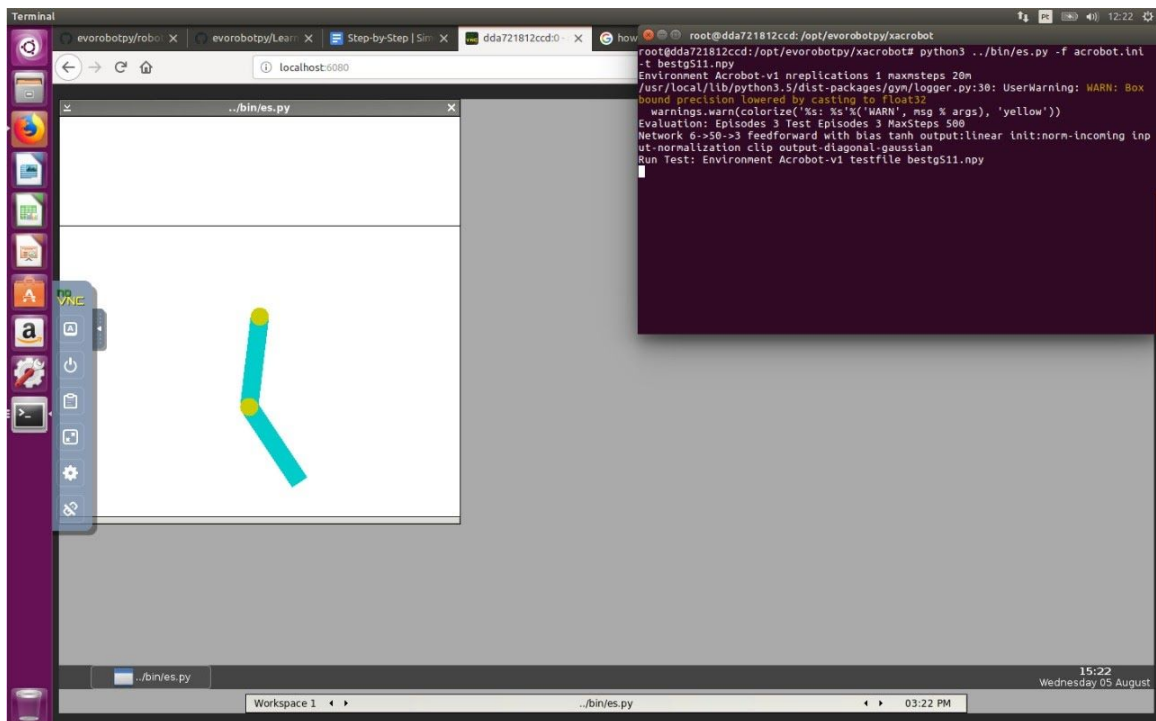 Terminal
Pt
12:22
evorobotpy/robo
evorobotpy/Lear
Step-by-Step | Sim
dda721812ccd:0 -
how
localhost:6080
../bin/es.py
root@dda721812ccd: /opt/evorobotpy/xacrobot
root@dda721812ccd:/opt/evorobotpy/xacrobot# python3 ../bin/es.py -f acrobot.ini
-t bestgS11.npy
Environment Acrobot-v1 nreplications 1 maxmsteps 20m
/usr/local/lib/python3.5/dist-packages/gym/logger.py:30: UserWarning: WARN: Box
bound precision lowered by casting to float32
warnings.warn(colorize('%s: %s'%('WARN', msg % args), 'yellow'))
Evaluation: Episodes 3 Test Episodes 3 MaxSteps 500
Network 6->50->3 feedforward with bias tanh output:linear init:norm-incoming inp
ut-normalization clip output-diagonal-gaussian
Run Test: Environment Acrobot-v1 testfile bestgS11.npy
noVNC
A
a
../bin/es.py
15:22
Wednesday 05 August
Workspace 1
../bin/es.py
03:22 PM